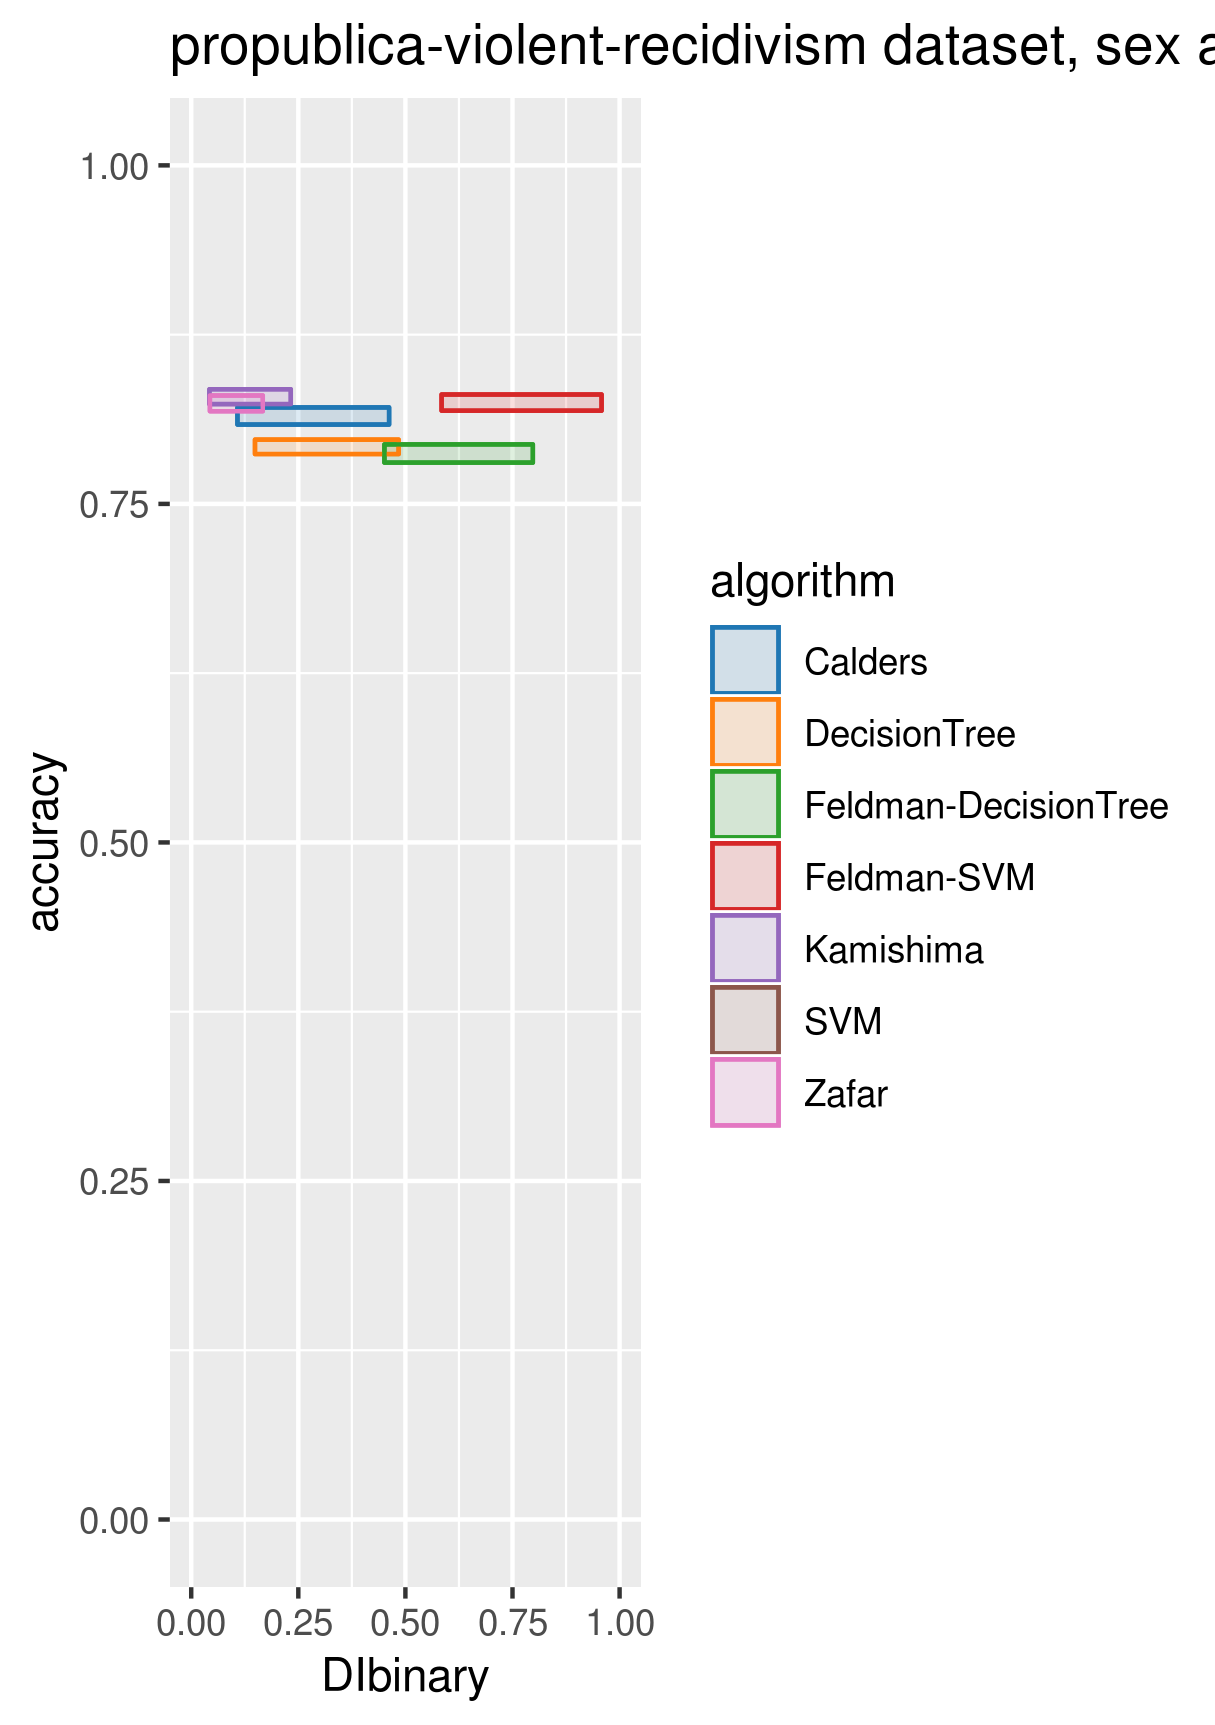 propublica-violent-recidivism dataset, sex
1.00
0.75
0.50
0.25
0.00
accuracy
0.00 0.25 0.50 0.75 1.00
DIbinary
algorithm
Calders
DecisionTree
Feldman-DecisionTree
Feldman-SVM
Kamishima
SVM
Zafar